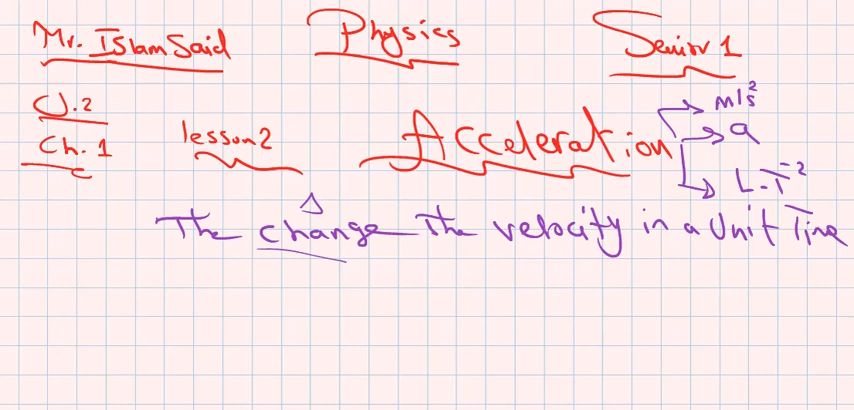 Mr. Islam Said
Physics
Senior 1
U.2
Ch. 1
lesson 2
Acceleration
m/s²
a
L.T⁻²
Δ
The change the velocity in a Unit Time